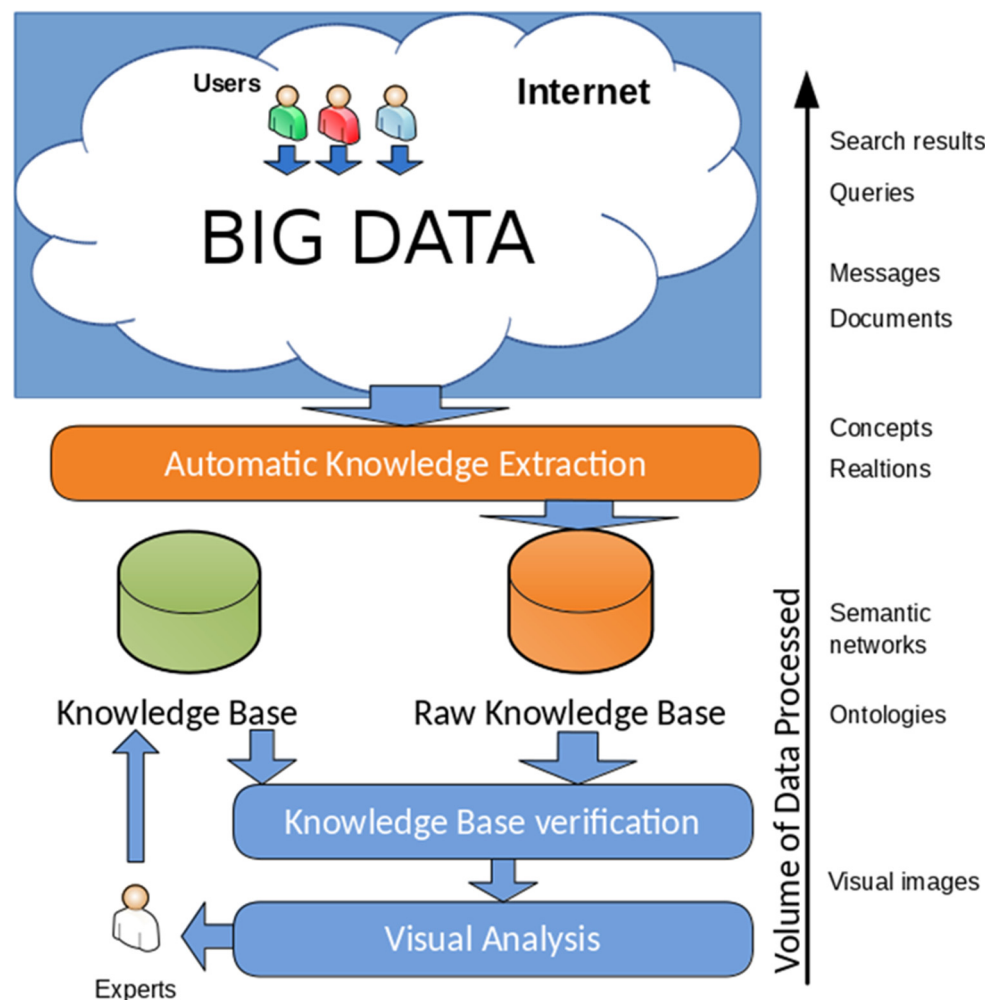 Users
Internet
BIG DATA
Automatic Knowledge Extraction
Knowledge Base
Raw Knowledge Base
Knowledge Base verification
Visual Analysis
Experts
Volume of Data Processed
Search results
Queries
Messages
Documents
Concepts
Realtions
Semantic
networks
Ontologies
Visual images